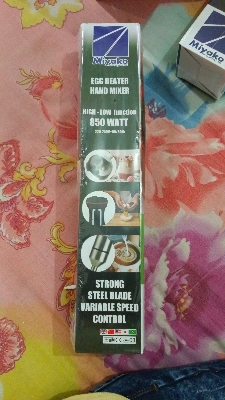 Miyako
EGG BEATER
HAND MIXER
HIGH-LOW function
850 WATT
STRONG
STEEL BLADE
VARIABLE SPEED
CONTROL
Miyako